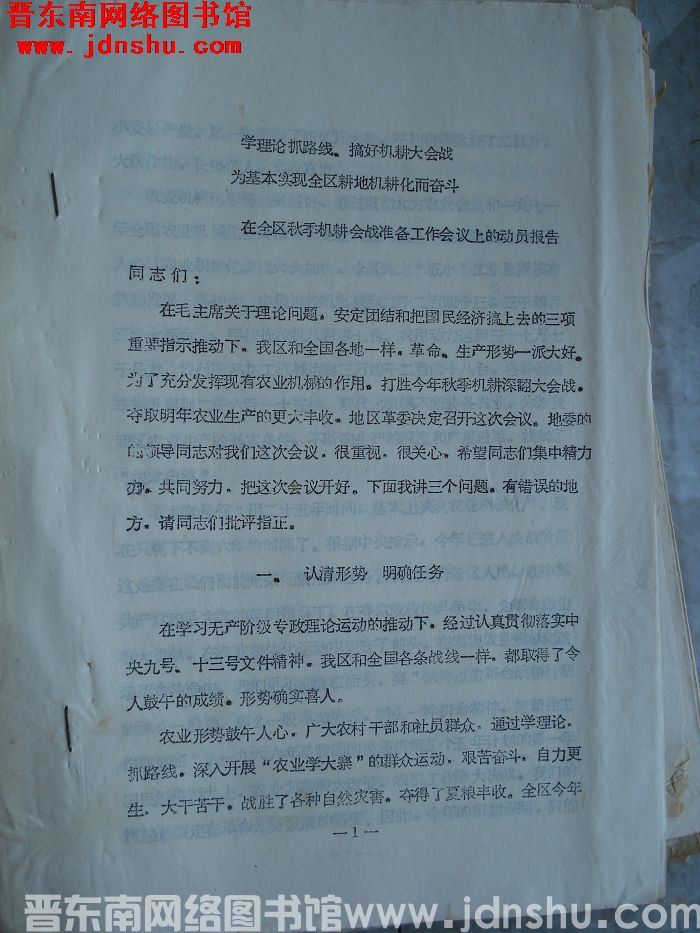 晋东南网络图书馆
www.jdnshu.com
学理论抓路线、搞好机耕大会战
为基本实现全区耕地机耕化而奋斗
在全区秋季机耕会战准备工作会议上的动员报告
同志们：
在毛主席关于理论问题。安定团结和把国民经济搞上去的三项
重要指示推动下。我区和全国各地一样。革命、生产形势一派大好。
为了充分发挥现有农业机械的作用。打胜今年秋季机耕深翻大会战。
夺取明年农业生产的更大丰收。地区革委决定召开这次会议。地委的
的领导同志对我们这次会议。很重视。很关心。希望同志们集中精力
力。共同努力。把这次会议开好。下面我讲三个问题。有错误的地
方。请同志们批评指正。
一。 认清形势 明确任务
在学习无产阶级专政理论运动的推动下。经过认真贯彻落实中
央九号、十三号文件精神。我区和全国各条战线一样。都取得了令
人鼓午的成绩。形势确实喜人。
农业形势鼓午人心。广大农村干部和社员群众。通过学理论。
抓路线。深入开展“农业学大寨”的群众运动。艰苦奋斗。自力更
生。大干苦干。战胜了各种自然灾害。夺得了夏粮丰收。全区今年
—1—
晋东南网络图书馆 www.jdnshu.com